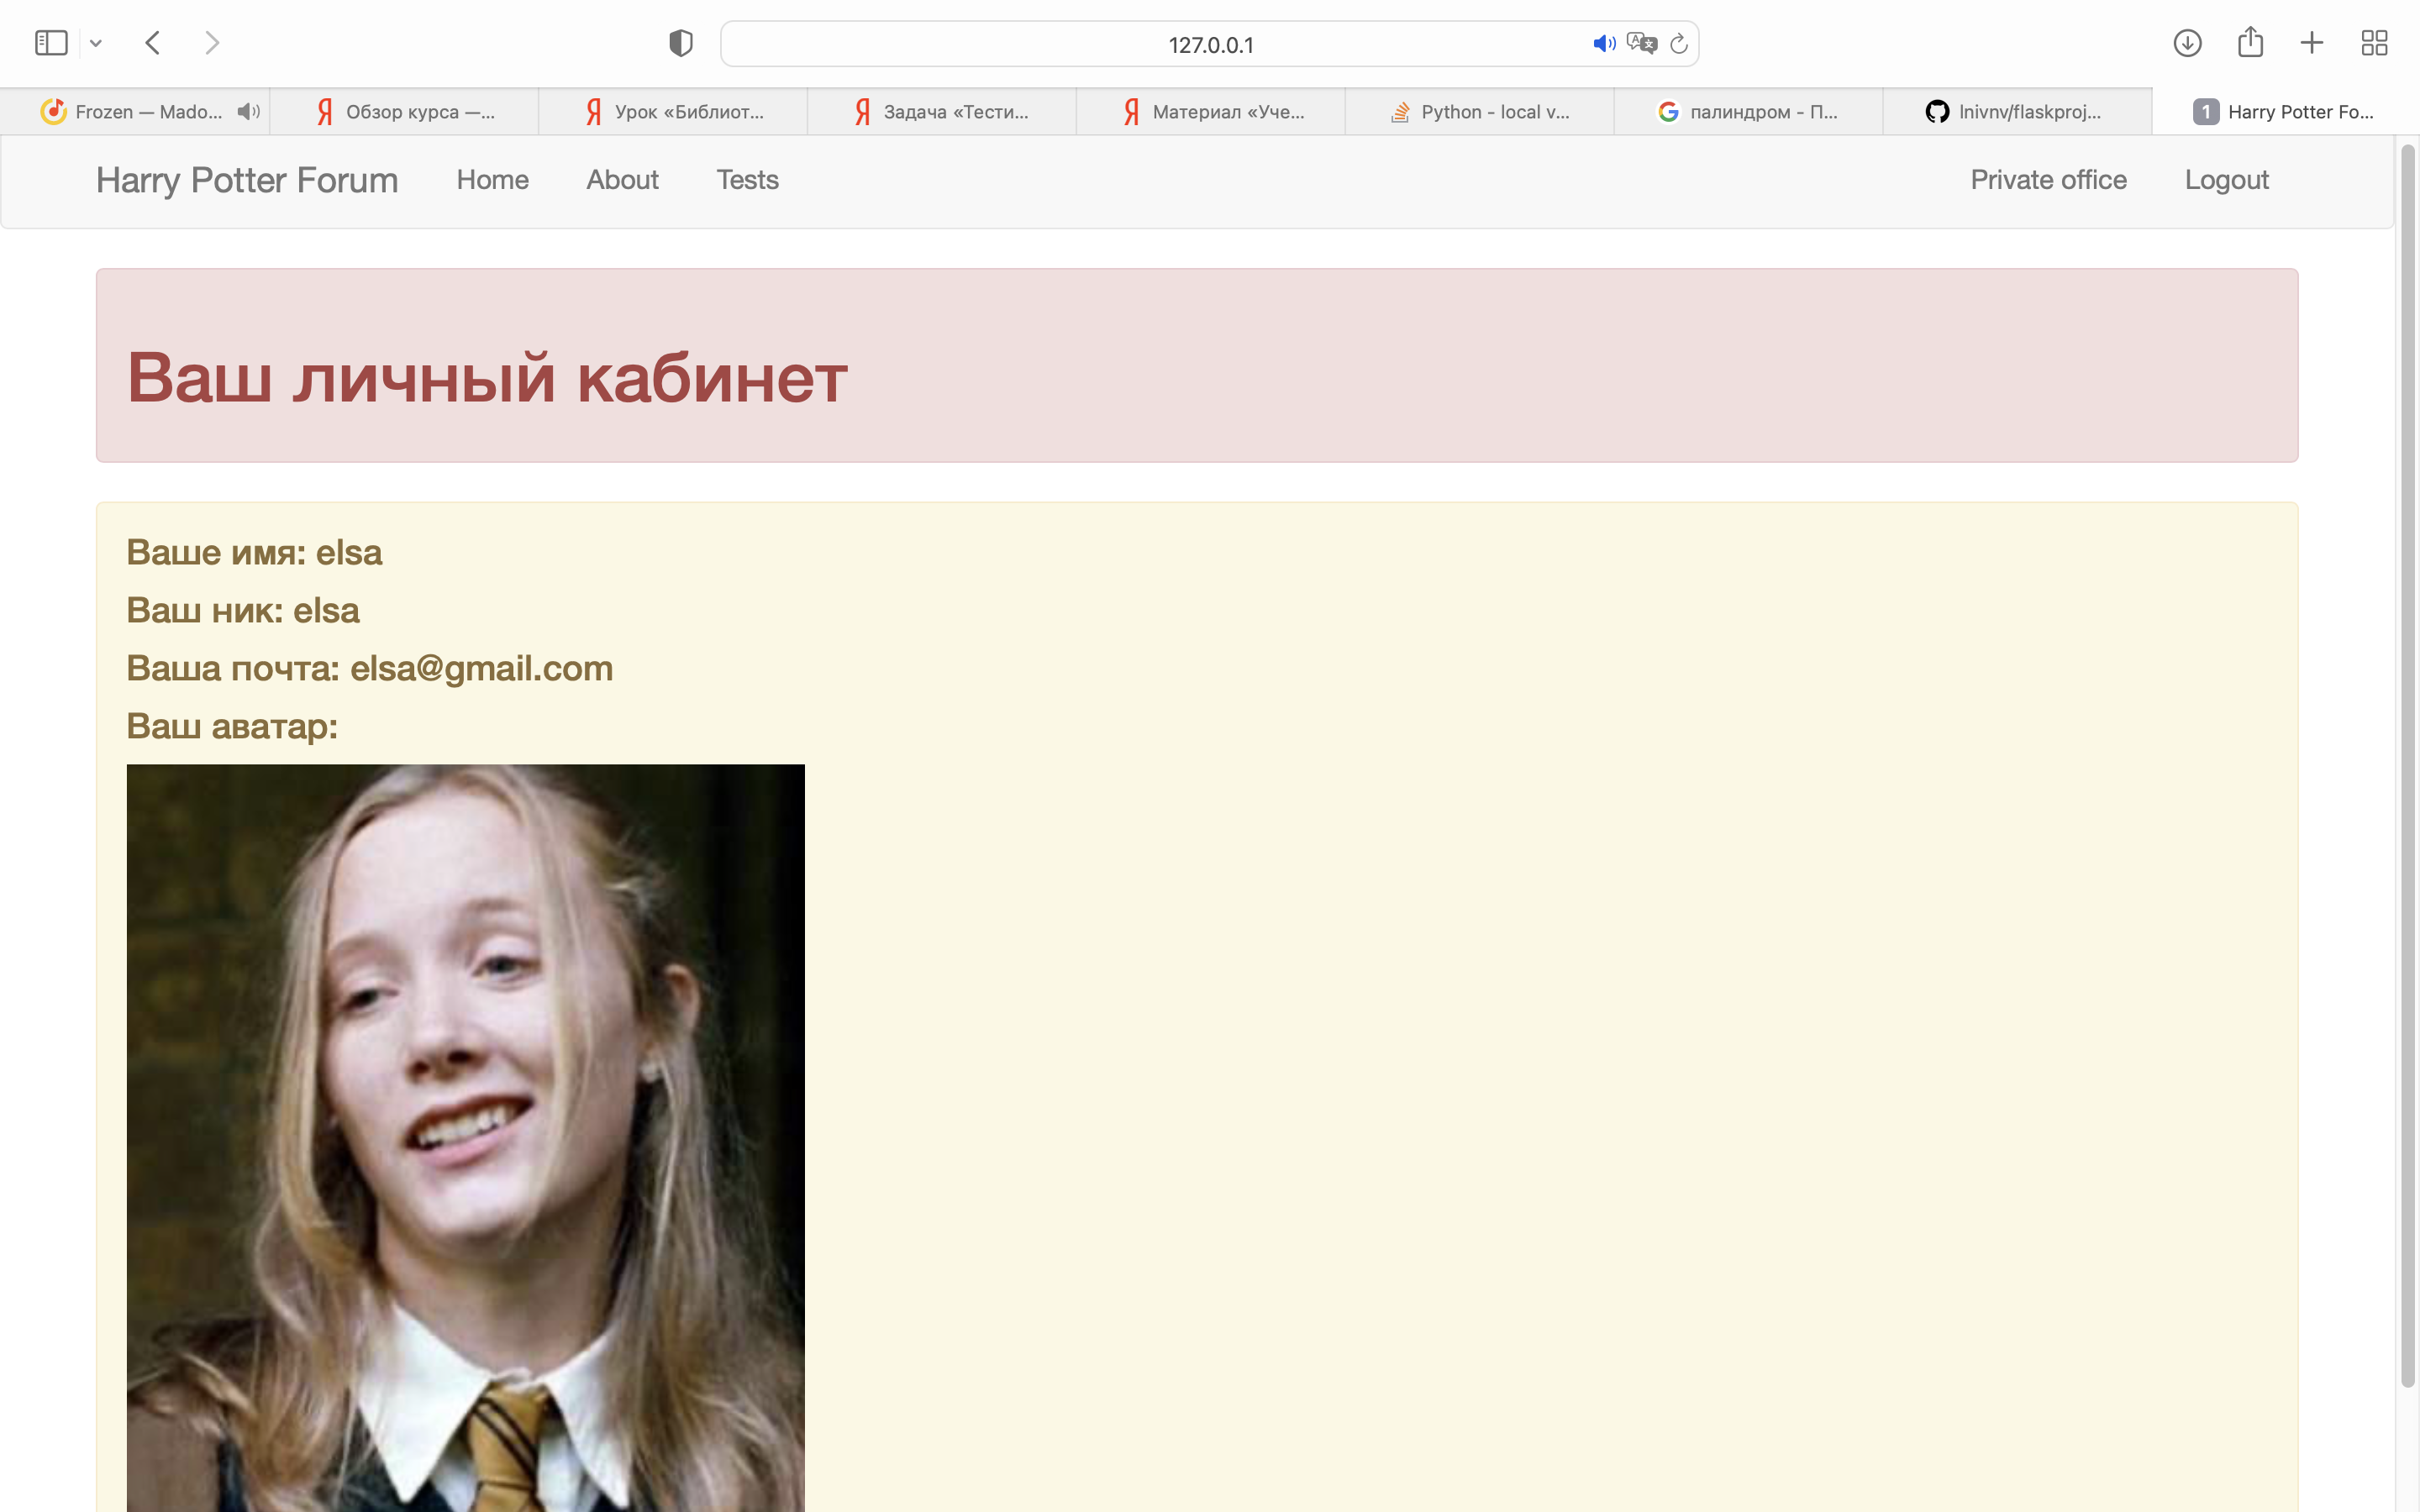 127.0.0.1
Frozen — Mado...
Обзор курса —...
Урок «Библиот...
Задача «Тести...
Материал «Уче...
Python - local v...
палиндром - П...
lnivnv/flaskproj...
1 Harry Potter Fo...
Harry Potter Forum Home About Tests Private office Logout
Ваш личный кабинет
Ваше имя: elsa
Ваш ник: elsa
Ваша почта: elsa@gmail.com
Ваш аватар: